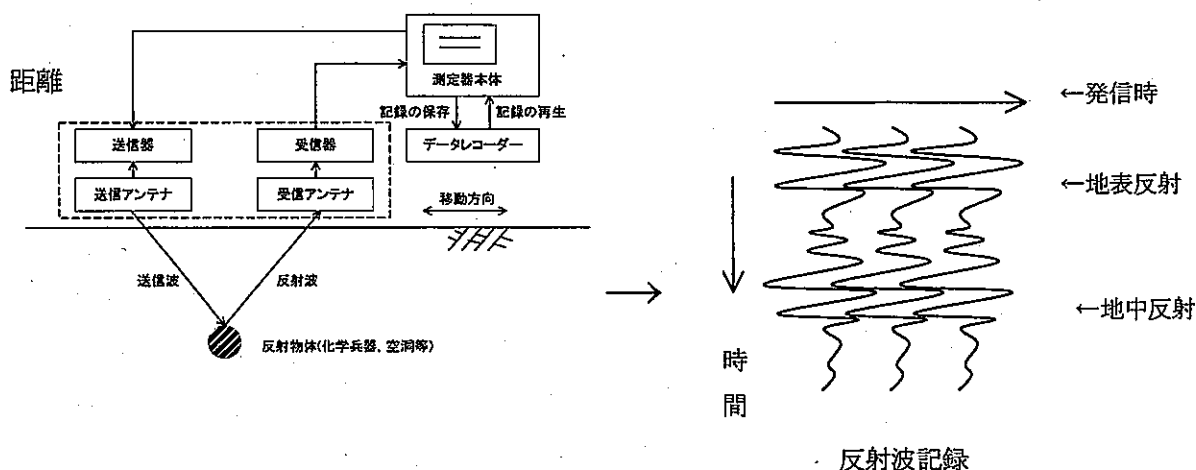 距離
測定器本体
記録の保存
記録の再生
送信器
受信器
データレコーダー
送信アンテナ
受信アンテナ
移動方向
送信波
反射波
反射物体(化学兵器、空洞等)
←発信時
←地表反射
←地中反射
時
間
反射波記録